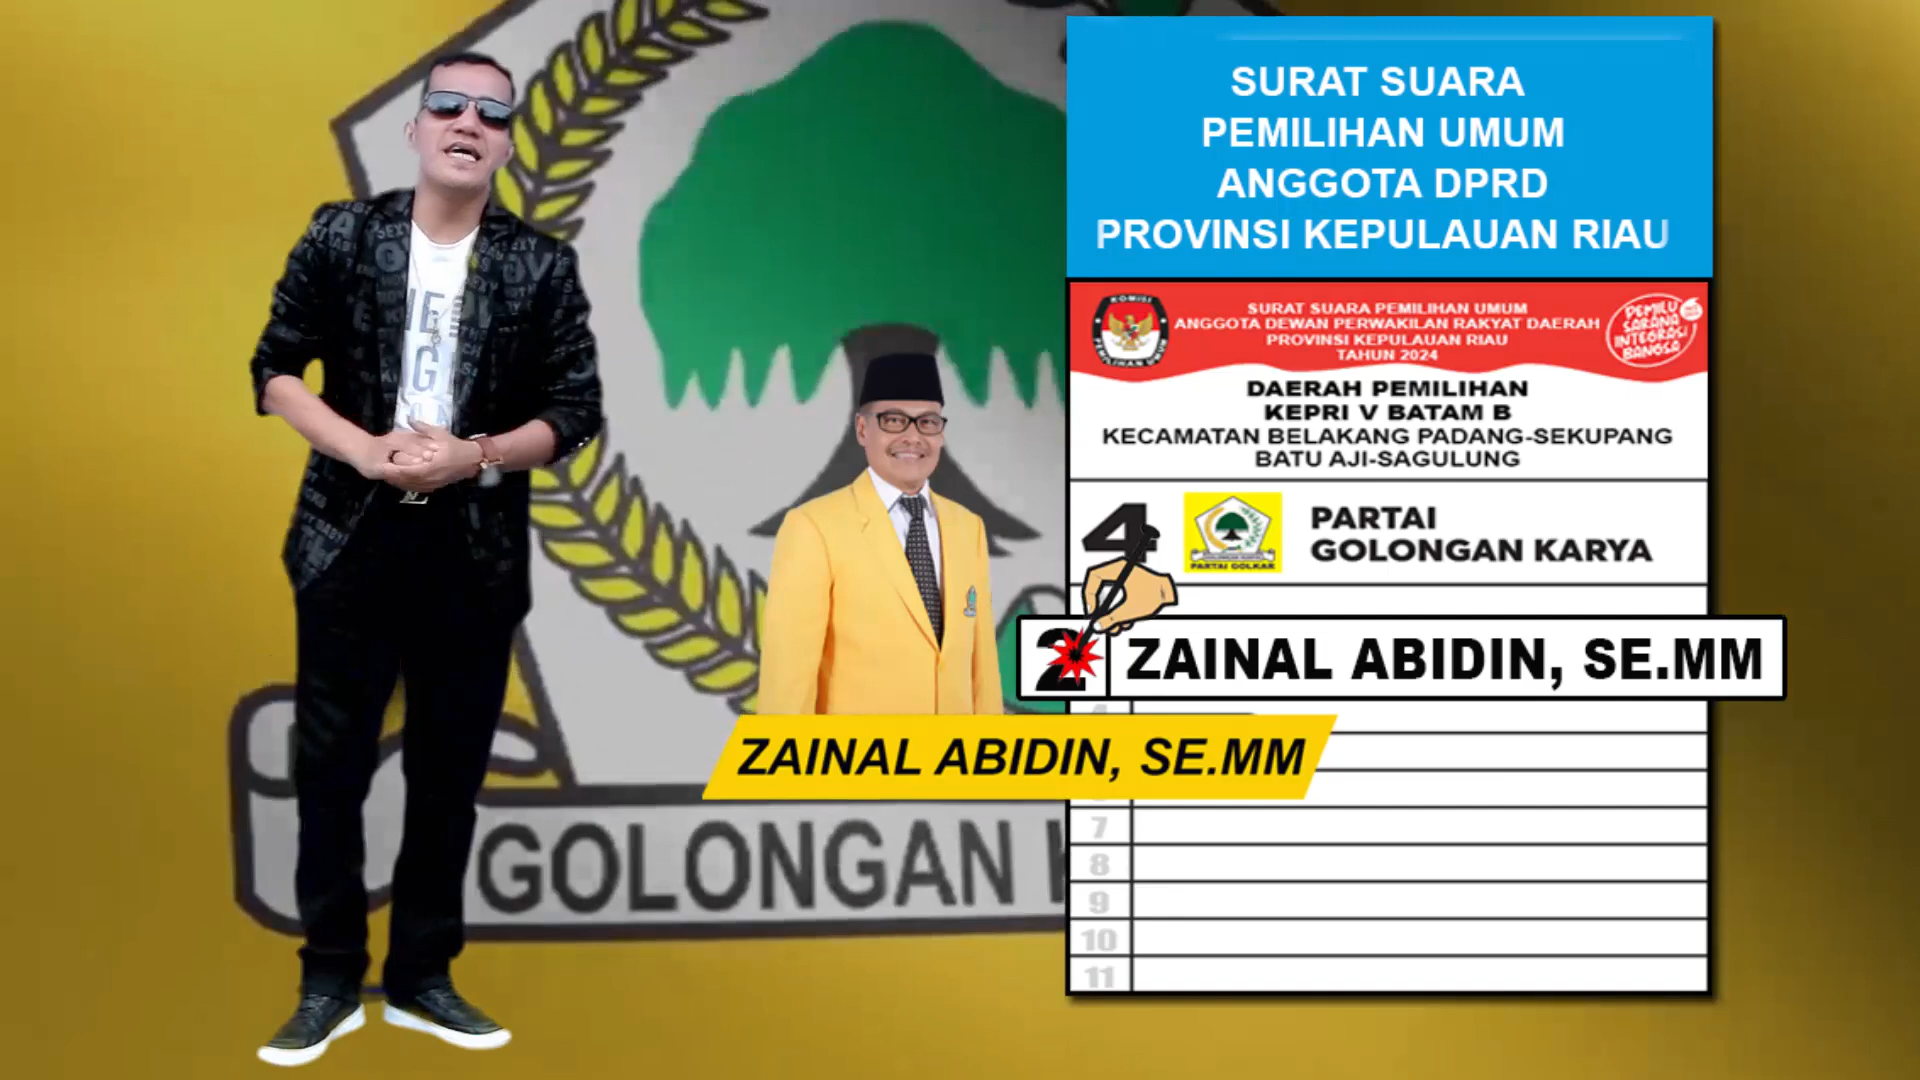 SURAT SUARA
PEMILIHAN UMUM
ANGGOTA DPRD
PROVINSI KEPULAUAN RIAU
KOMISI
PEMILIHAN UMUM
SURAT SUARA PEMILIHAN UMUM
ANGGOTA DEWAN PERWAKILAN RAKYAT DAERAH
PROVINSI KEPULAUAN RIAU
TAHUN 2024
PEMILU
SARANA
INTEGRASI
BANGSA
DAERAH PEMILIHAN
KEPRI V BATAM B
KECAMATAN BELAKANG PADANG-SEKUPANG
BATU AJI-SAGULUNG
4
PARTAI GOLKAR
PARTAI
GOLONGAN KARYA
2 ZAINAL ABIDIN, SE.MM
ZAINAL ABIDIN, SE.MM
7
8
9
10
11
GOLONGAN K